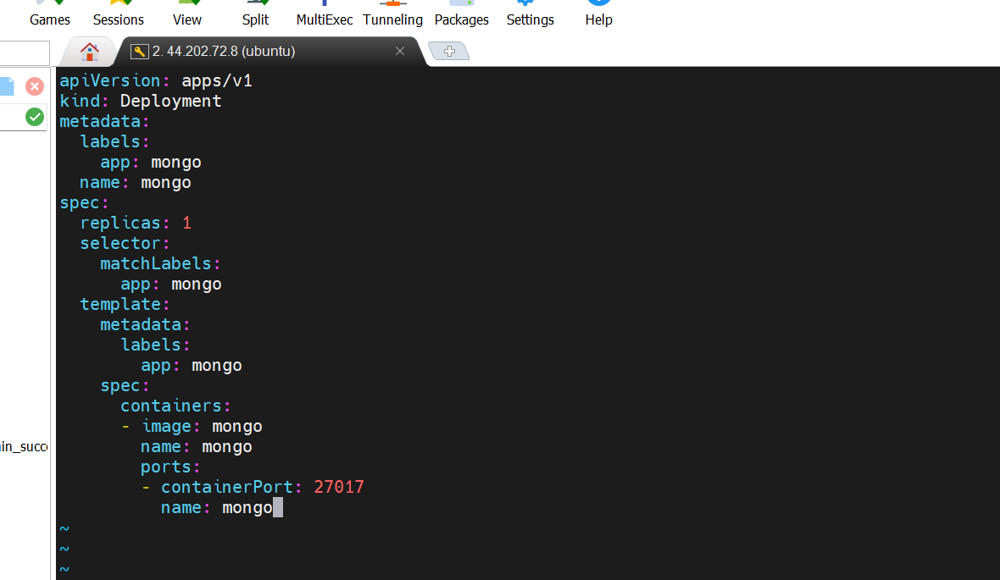 Games Sessions View Split MultiExec Tunneling Packages Settings Help
2. 44.202.72.8 (ubuntu)
apiVersion: apps/v1
kind: Deployment
metadata:
  labels:
    app: mongo
  name: mongo
spec:
  replicas: 1
  selector:
    matchLabels:
      app: mongo
  template:
    metadata:
      labels:
        app: mongo
    spec:
      containers:
      - image: mongo
        name: mongo
        ports:
        - containerPort: 27017
          name: mongo
~
~
~